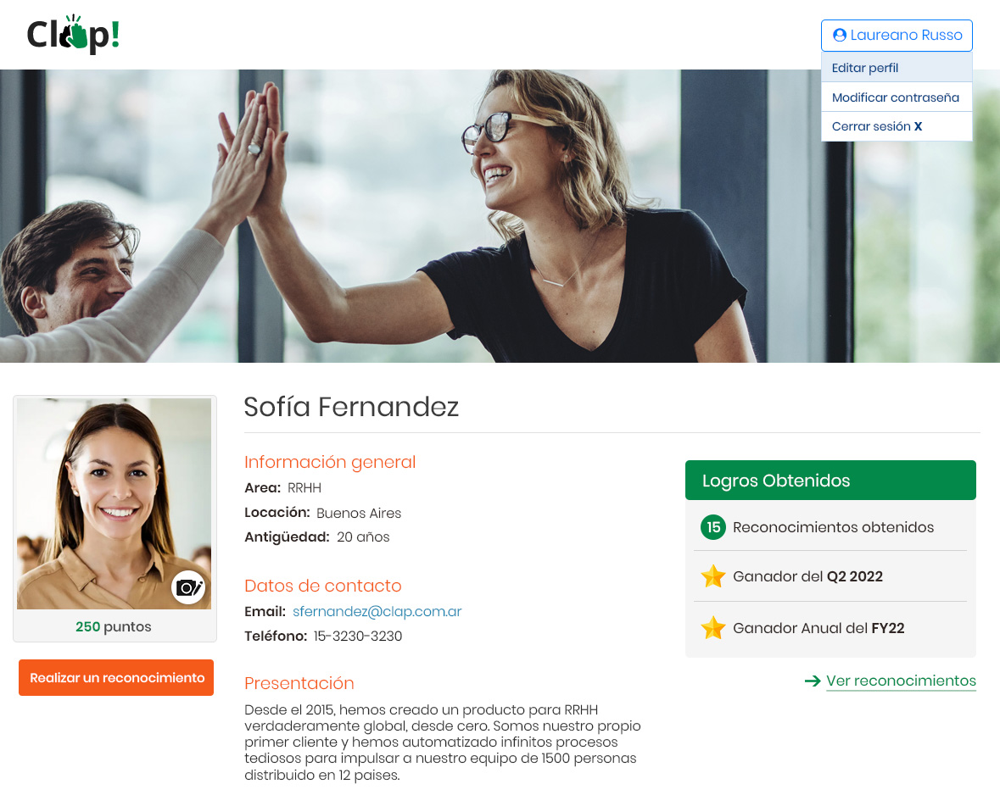 Clap!
Laureano Russo
Editar perfil
Modificar contraseña
Cerrar sesión X
Sofía Fernandez
250 puntos
Realizar un reconocimiento
Información general
Area: RRHH
Locación: Buenos Aires
Antigüedad: 20 años
Datos de contacto
Email: sfernandez@clap.com.ar
Teléfono: 15-3230-3230
Presentación
Desde el 2015, hemos creado un producto para RRHH
verdaderamente global, desde cero. Somos nuestro propio
primer cliente y hemos automatizado infinitos procesos
tediosos para impulsar a nuestro equipo de 1500 personas
distribuido en 12 paises.
Logros Obtenidos
15 Reconocimientos obtenidos
Ganador del Q2 2022
Ganador Anual del FY22
Ver reconocimientos